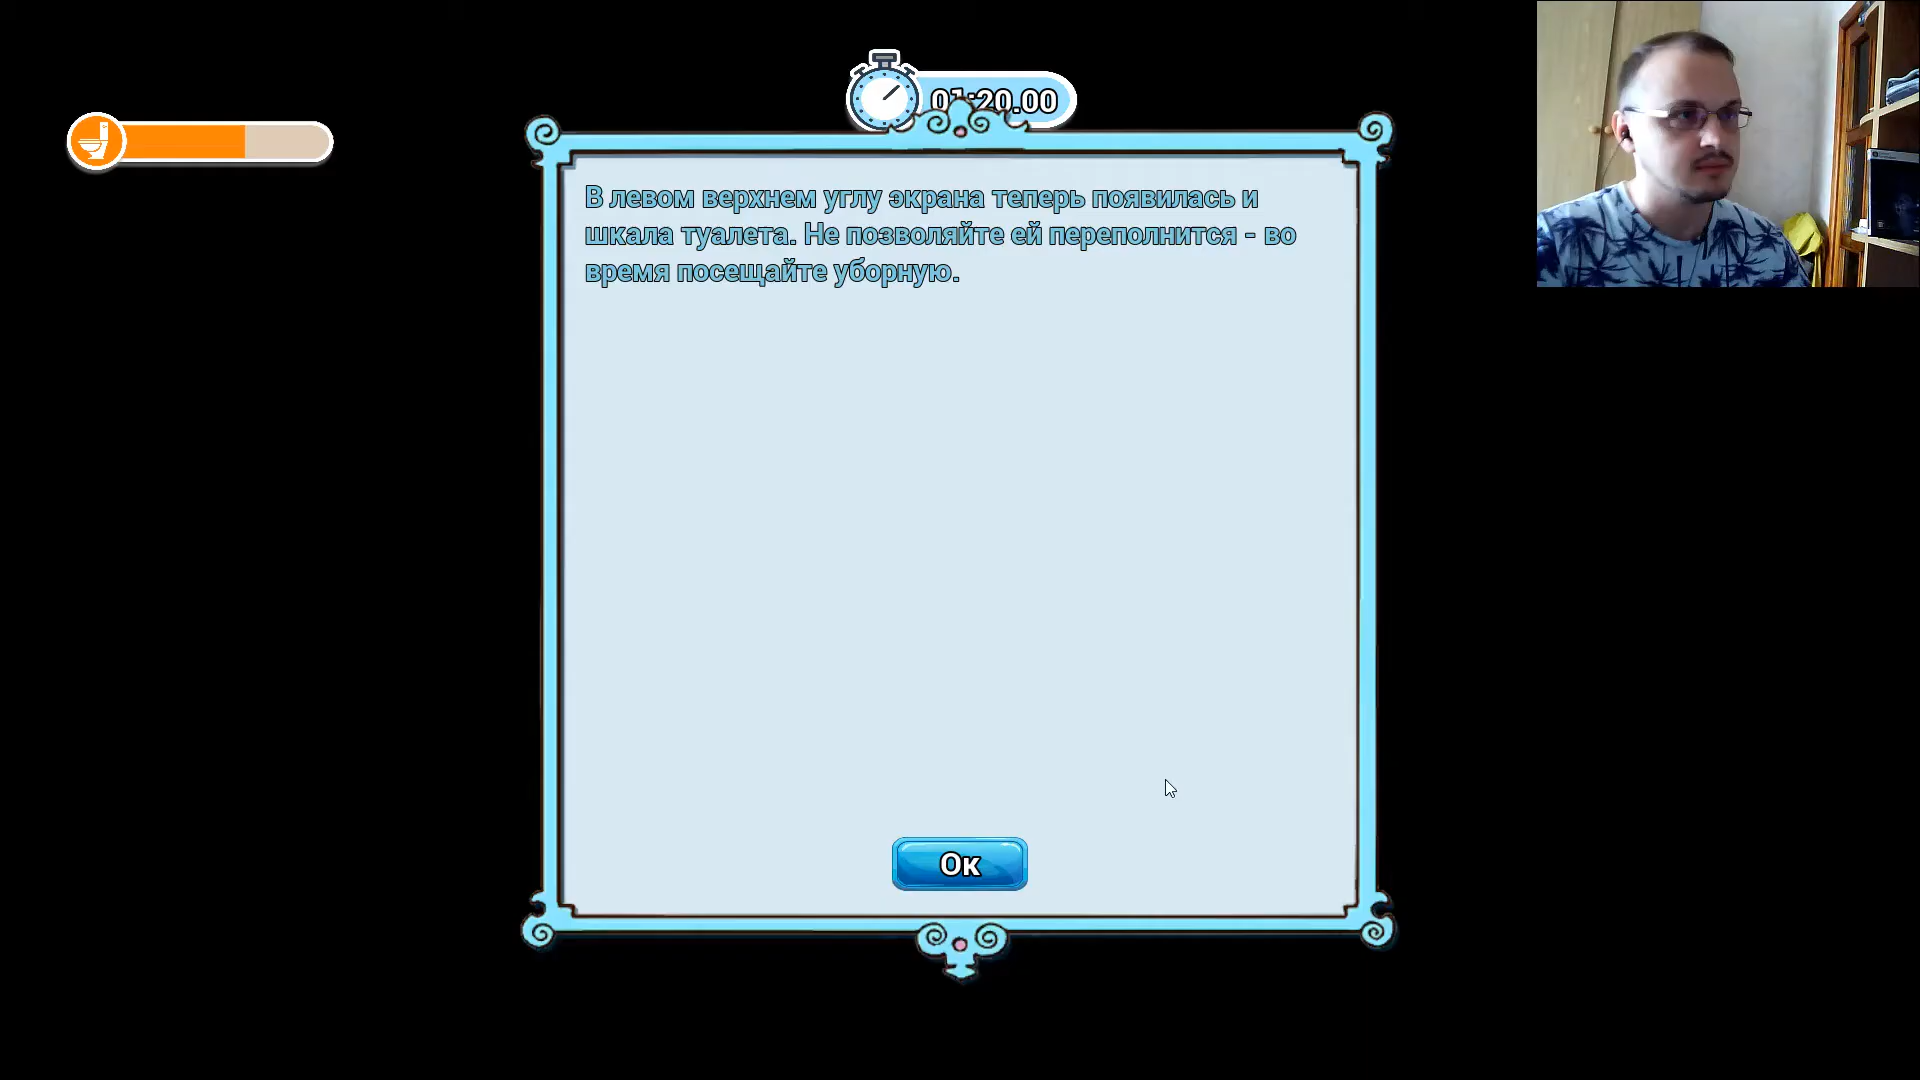 01:20.00
В левом верхнем углу экрана теперь появилась и
шкала туалета. Не позволяйте ей переполнится - во
время посещайте уборную.
Ок